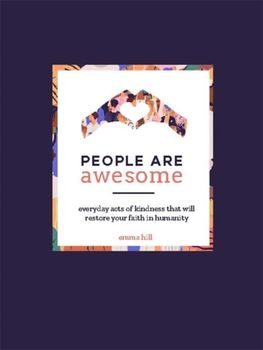 PEOPLE ARE
awesome
everyday acts of kindness that will
restore your faith in humanity
emma hill